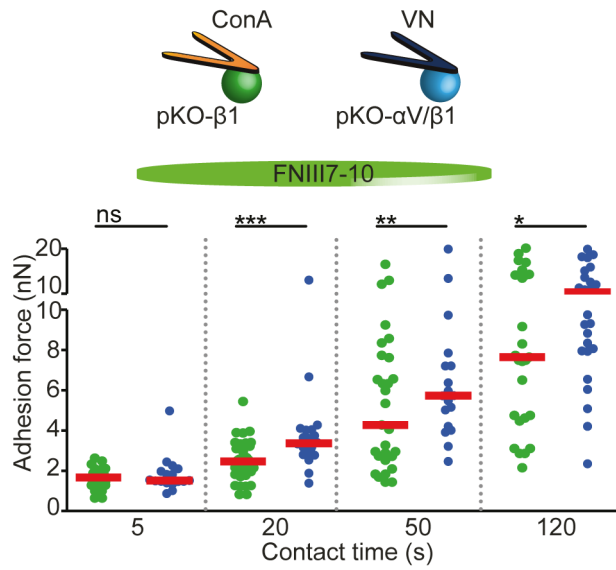 ConA VN
pKO-β1 pKO-αV/β1
FNIII7-10
ns *** ** *
Adhesion force (nN)
20
10
10
8
6
4
2
0
5 20 50 120
Contact time (s)